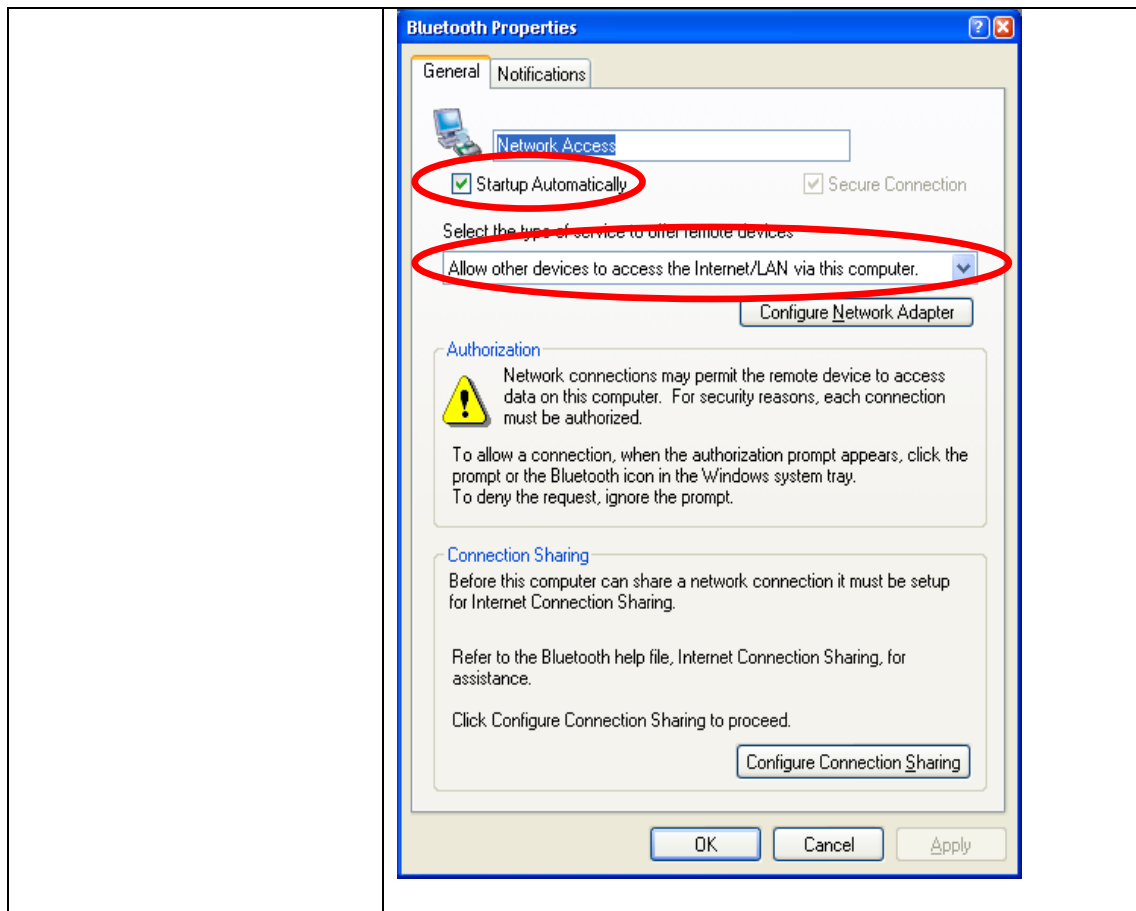 Bluetooth Properties
General Notifications
Network Access
Startup Automatically Secure Connection
Select the type of service to offer remote devices
Allow other devices to access the Internet/LAN via this computer.
Configure Network Adapter
Authorization
Network connections may permit the remote device to access
data on this computer. For security reasons, each connection
must be authorized.
To allow a connection, when the authorization prompt appears, click the
prompt or the Bluetooth icon in the Windows system tray.
To deny the request, ignore the prompt.
Connection Sharing
Before this computer can share a network connection it must be setup
for Internet Connection Sharing.
Refer to the Bluetooth help file, Internet Connection Sharing, for
assistance.
Click Configure Connection Sharing to proceed.
Configure Connection Sharing
OK Cancel Apply